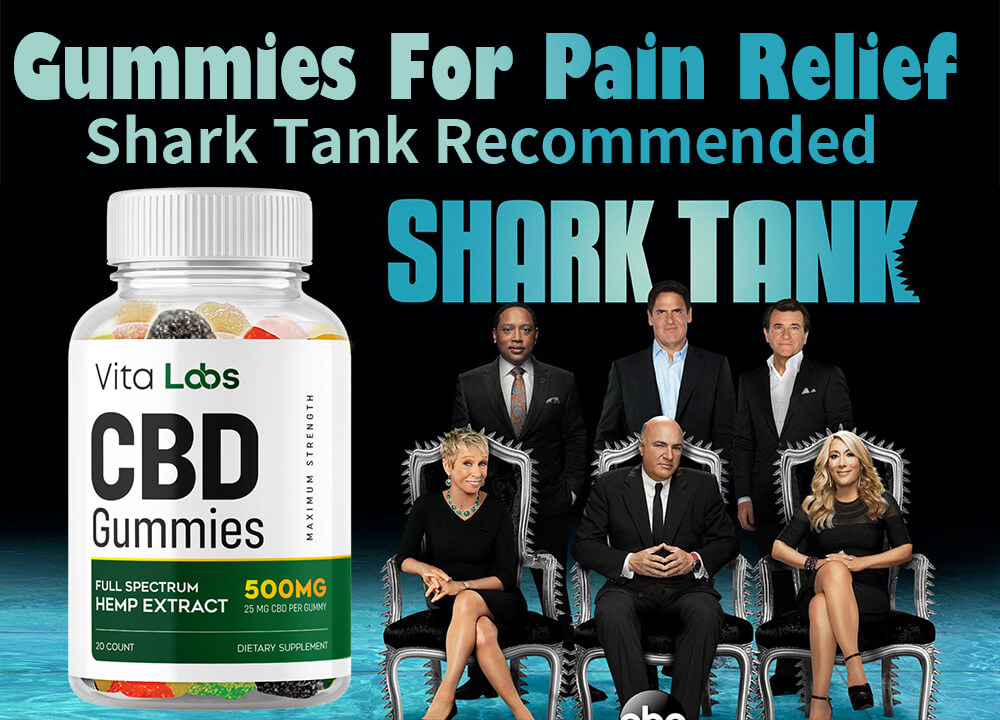 Gummies For Pain Relief
Shark Tank Recommended
SHARK TANK
Vita Labs
CBD
Gummies
MAXIMUM STRENGTH
FULL SPECTRUM
HEMP EXTRACT
500MG
25 MG CBD PER GUMMY
20 COUNT
DIETARY SUPPLEMENT
abc